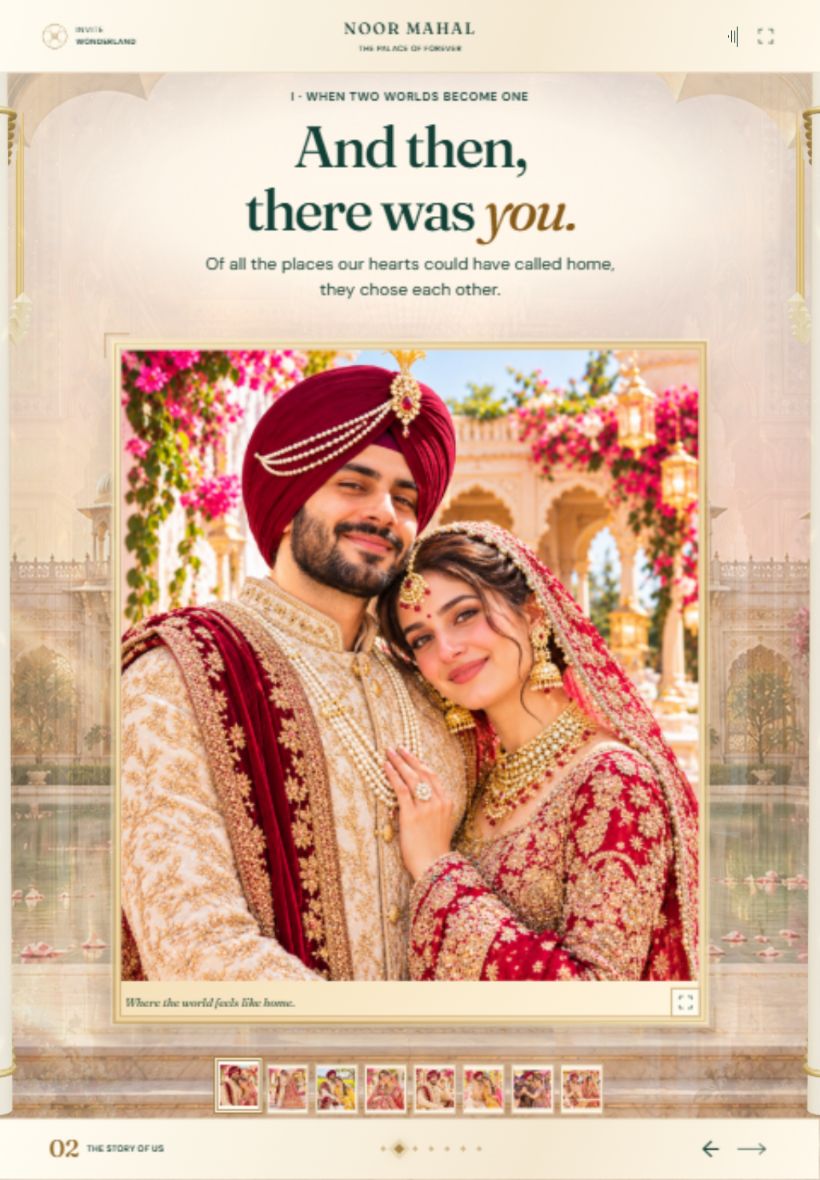 INVITE
WONDERLAND
NOOR MAHAL
THE PALACE OF FOREVER
I · WHEN TWO WORLDS BECOME ONE
And then,
there was you.
Of all the places our hearts could have called home,
they chose each other.
Where the world feels like home.
02 THE STORY OF US